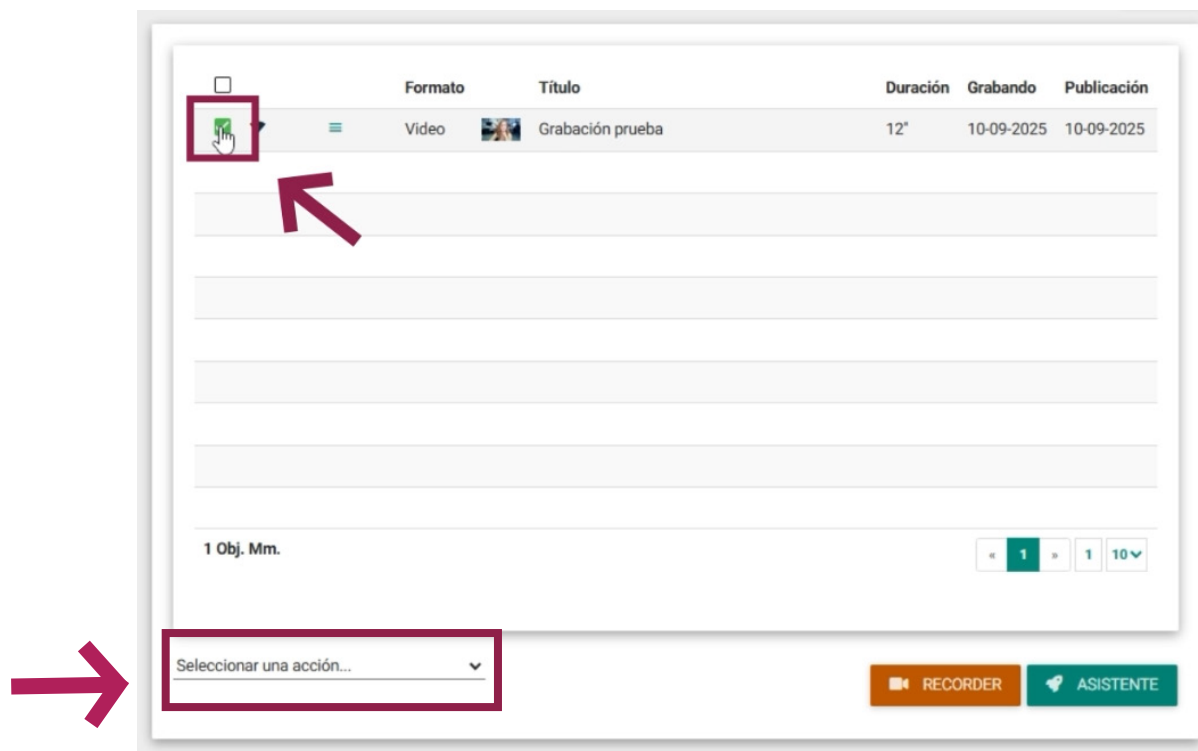 Formato Título Duración Grabando Publicación
Video Grabación prueba 12" 10-09-2025 10-09-2025
1 Obj. Mm.
« 1 » 1 10
Seleccionar una acción...
RECORDER ASISTENTE